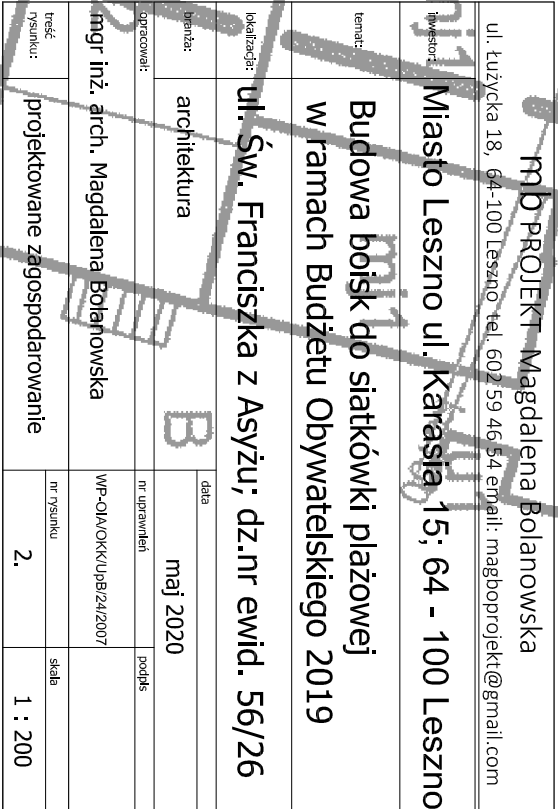 mb PROJEKT Magdalena Bolanowska
ul. Łużycka 18, 64-100 Leszno tel. 602 59 46 54 email: magboprojekt@gmail.com
inwestor:
Miasto Leszno ul. Karasia 15; 64 - 100 Leszno
temat:
Budowa boisk do siatkówki plażowej
w ramach Budżetu Obywatelskiego 2019
lokalizacja:
ul. Św. Franciszka z Asyżu; dz.nr ewid. 56/26
branża:
architektura
data
maj 2020
opracował:
mgr inż. arch. Magdalena Bolanowska
nr uprawnień
WP-OIA/OKK/UpB/24/2007
podpis
treść
rysunku:
projektowane zagospodarowanie
nr rysunku
2.
skala
1 : 200
mj1
B